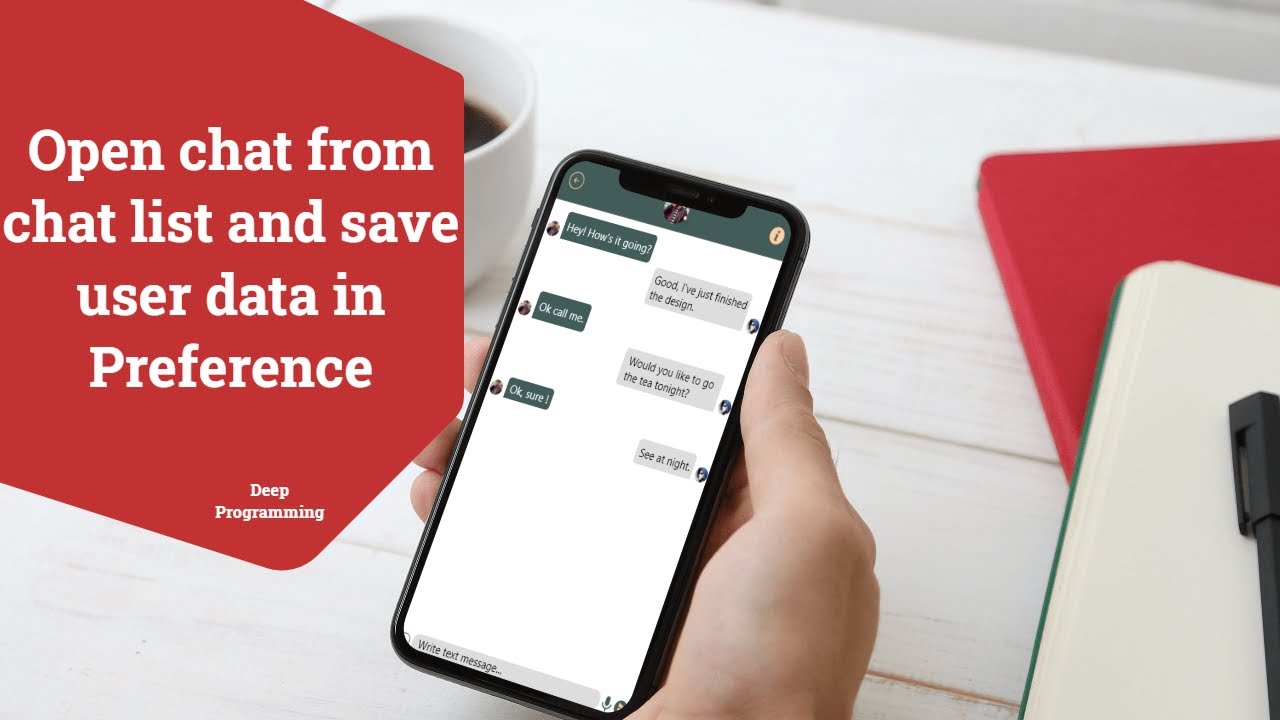 Open chat from
chat list and save
user data in
Preference
Deep
Programming
Hey! How's it going?
Good, I've just finished
the design.
Ok call me.
Would you like to go
the tea tonight?
Ok, sure !
See at night.
Write text message...